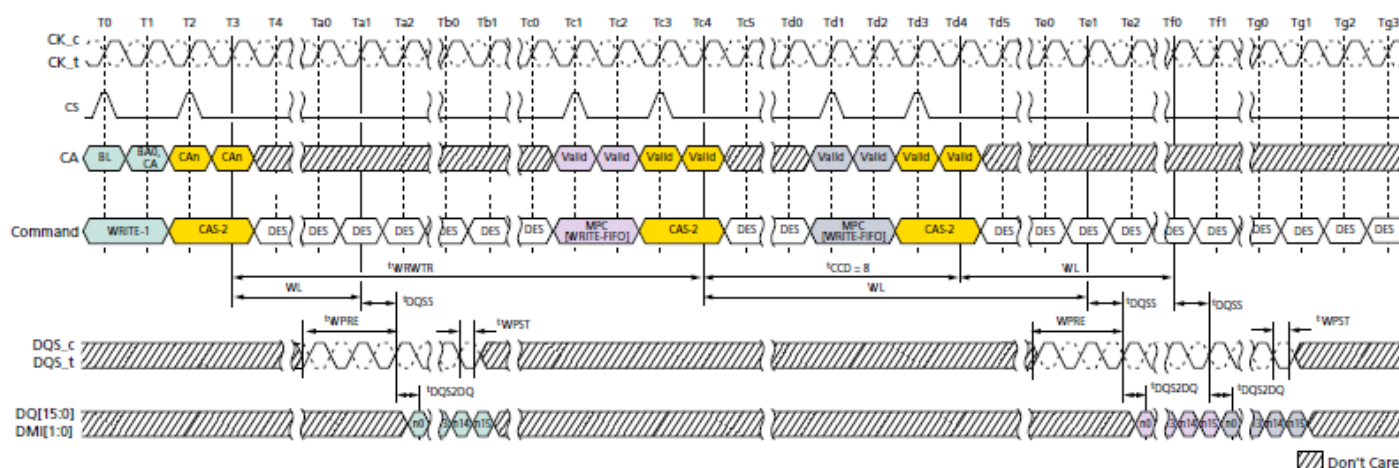 T0 T1 T2 T3 T4 Ta0 Ta1 Ta2 Tb0 Tb1 Tc0 Tc1 Tc2 Tc3 Tc4 Tc5 Td0 Td1 Td2 Td3 Td4 Td5 Te0 Te1 Te2 Tf0 Tf1 Tg0 Tg1 Tg2 Tg3
CK_c
CK_t
CS
CA BL BA0, CA CAn CAn Valid Valid Valid Valid Valid Valid Valid Valid
Command WRITE-1 CAS-2 DES DES DES DES DES DES DES MPC [WRITE-FIFO] CAS-2 DES DES MPC [WRITE-FIFO] CAS-2 DES DES DES DES DES DES DES DES DES DES
tWRWTR tCCD = 8 WL
WL tDQSS WL tDQSS tDQSS
tWPRE tWPST WPRE tWPST
DQS_c
DQS_t
tDQS2DQ tDQS2DQ tDQS2DQ
DQ[15:0] n0 n14 n15 n0 n14 n15 n0 n14 n15
DMI[1:0]
Don't Care